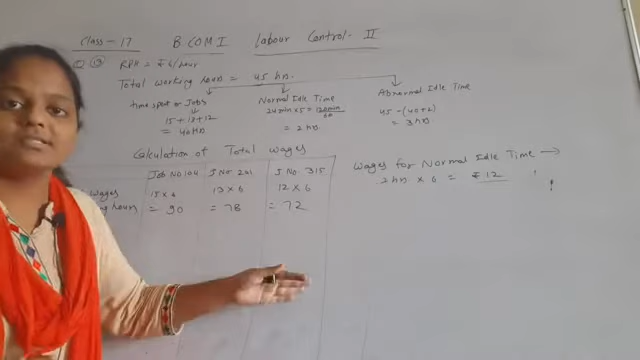 Class - 17 B.COM I Labour Control - II
Q RPH = ₹ 6/hour
Total working hours = 45 hr.
time spent on Jobs Normal Idle Time Abnormal Idle Time
15 + 13 + 12 24 min x 5 = 120 min 45 - (40+2)
60
= 40 Hr = 2 hrs = 3 hrs.
Calculation of Total wages
Job No 104 J No 201 J No 315 wages for Normal Idle Time →
wages 15 x 6 13 x 6 12 x 6 2 hrs x 6 = ₹ 12
hours = 90 = 78 = 72